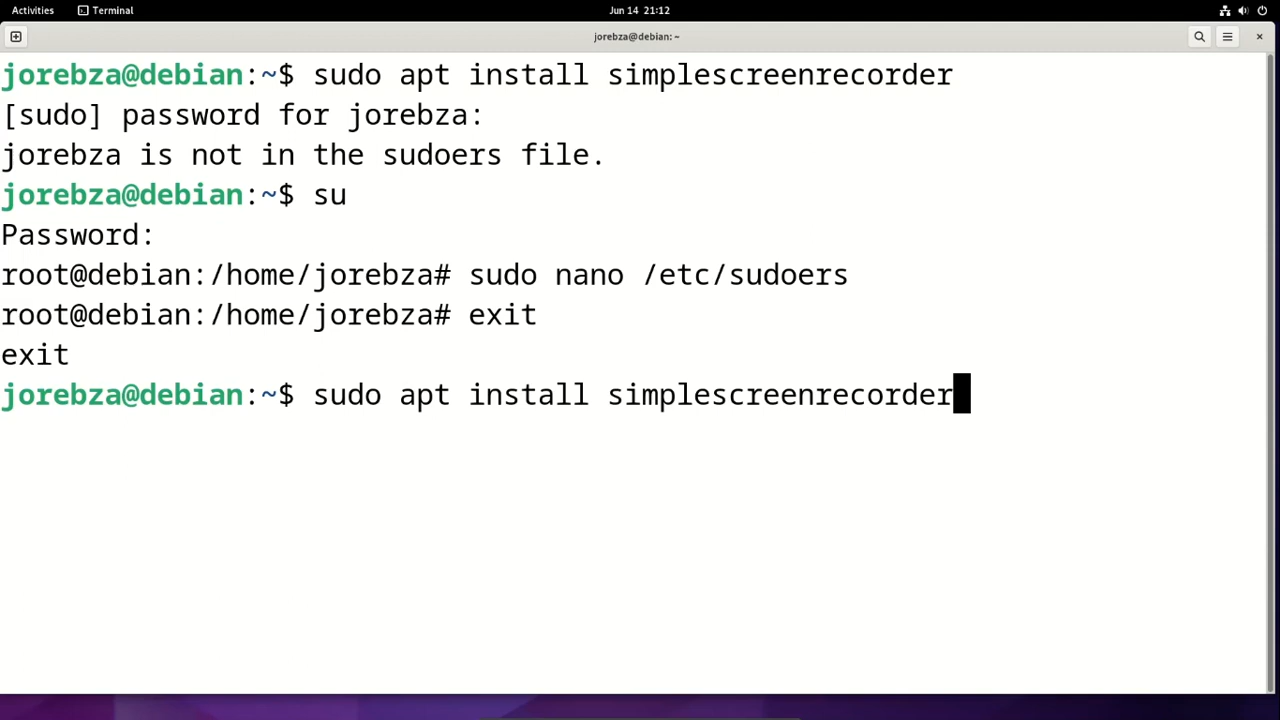 Activities Terminal Jun 14 21:12
jorebza@debian: ~
jorebza@debian:~$ sudo apt install simplescreenrecorder
[sudo] password for jorebza:
jorebza is not in the sudoers file.
jorebza@debian:~$ su
Password:
root@debian:/home/jorebza# sudo nano /etc/sudoers
root@debian:/home/jorebza# exit
exit
jorebza@debian:~$ sudo apt install simplescreenrecorder